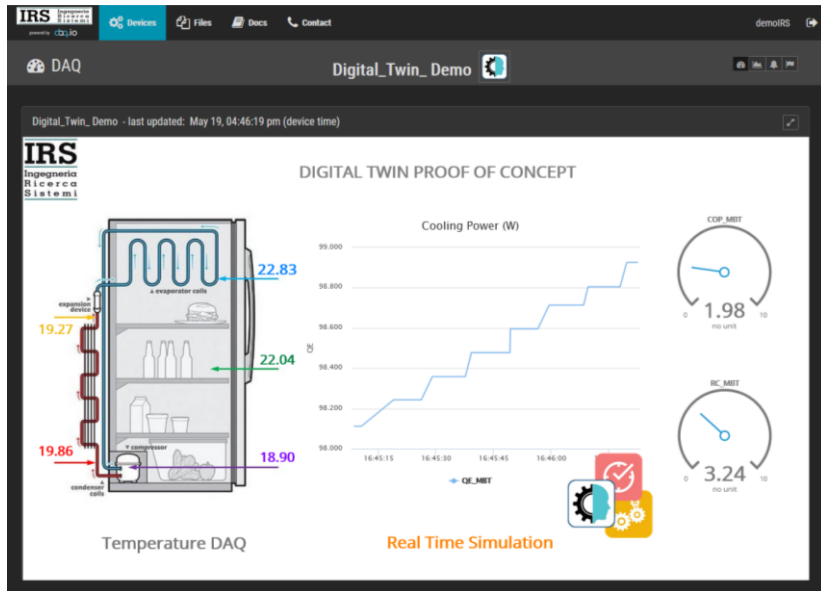 IRS Ingegneria Ricerca Sistemi
powered by daq.io
Devices
Files
Docs
Contact
demoIRS
DAQ
Digital_Twin_ Demo
Digital_Twin_ Demo - last updated: May 19, 04:46:19 pm (device time)
IRS
Ingegneria
Ricerca
Sistemi
DIGITAL TWIN PROOF OF CONCEPT
22.83
evaporator coils
expansion
device
19.27
22.04
19.86
compressor
18.90
condenser
coils
Temperature DAQ
Cooling Power (W)
99.000
98.800
98.600
98.400
98.200
98.000
QE
16:45:15
16:45:30
16:45:45
16:46:00
QE_MBT
Real Time Simulation
COP_MBT
1.98
0
10
no unit
RC_MBT
3.24
0
10
no unit